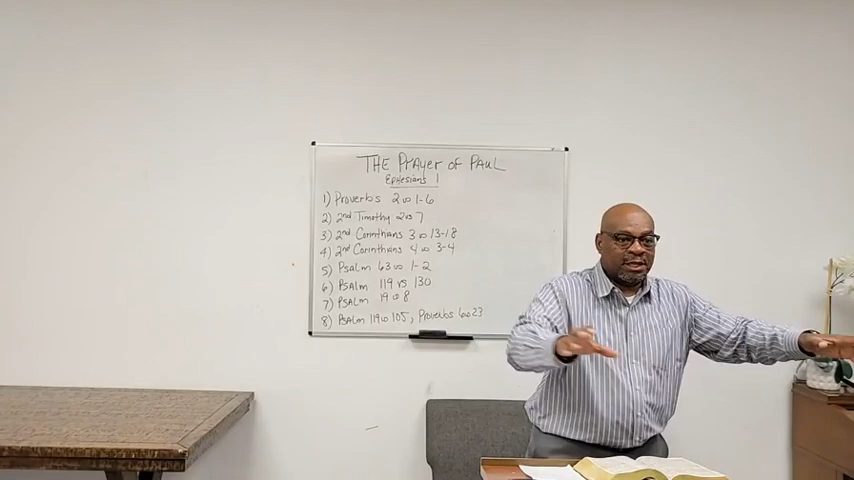 THE PRAYER OF PAUL
EPHESIANS 1
1) PROVERBS 2 vs 1-6
2) 2nd TIMOTHY 2 vs 7
3) 2nd CORINTHIANS 3 vs 13-18
4) 2nd CORINTHIANS 4 vs 3-4
5) PSALM 63 vs 1-2
6) PSALM 119 vs 130
7) PSALM 19 vs 8
8) PSALM 119 vs 105, PROVERBS 6 vs 23